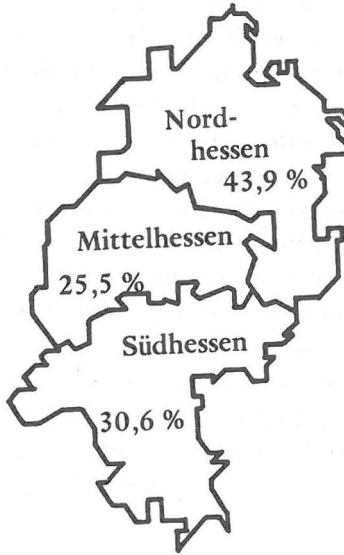 Nord-
hessen
43,9 %
Mittelhessen
25,5 %
Südhessen
30,6 %